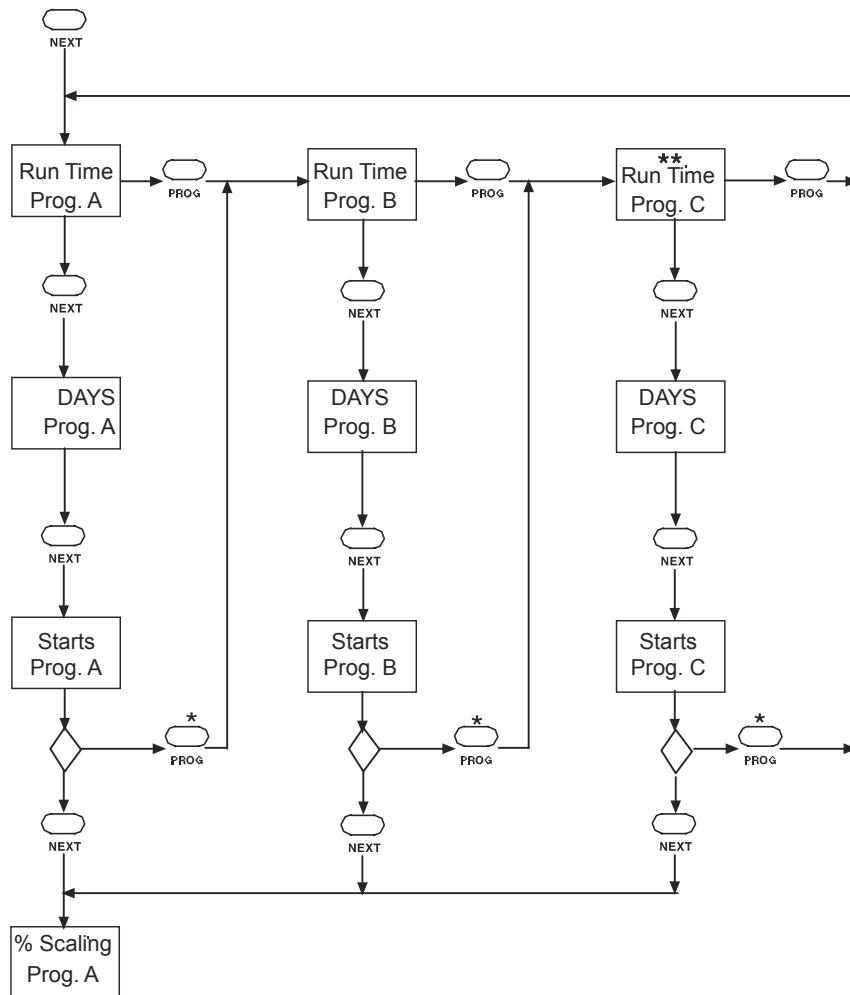 NEXT
**
Run Time
Prog. A
PROG
Run Time
Prog. B
PROG
Run Time
Prog. C
PROG
NEXT
NEXT
NEXT
DAYS
Prog. A
DAYS
Prog. B
DAYS
Prog. C
NEXT
NEXT
NEXT
Starts
Prog. A
Starts
Prog. B
Starts
Prog. C
*
PROG
*
PROG
*
PROG
NEXT
NEXT
NEXT
% Scaling
Prog. A